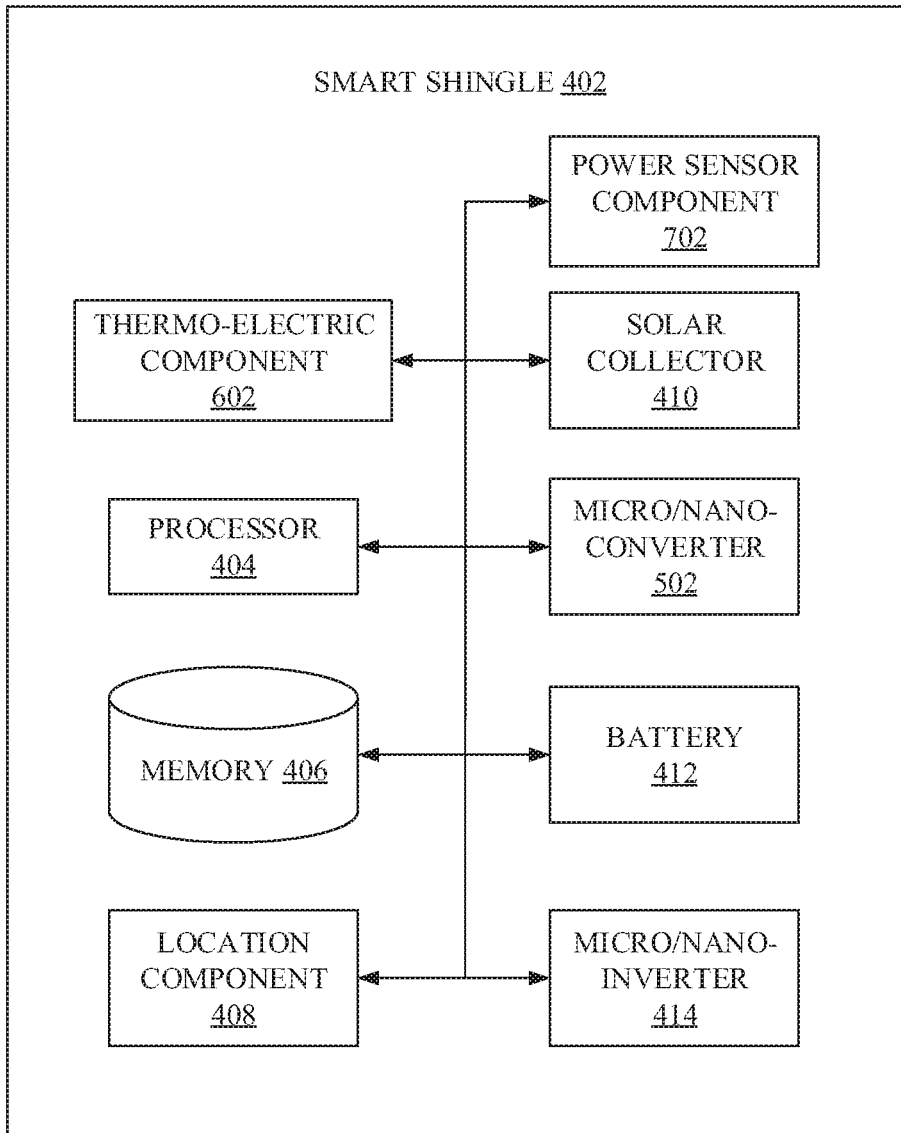 SMART SHINGLE 402
POWER SENSOR
COMPONENT
702
THERMO-ELECTRIC
COMPONENT
602
SOLAR
COLLECTOR
410
PROCESSOR
404
MICRO/NANO-
CONVERTER
502
MEMORY 406
BATTERY
412
LOCATION
COMPONENT
408
MICRO/NANO-
INVERTER
414